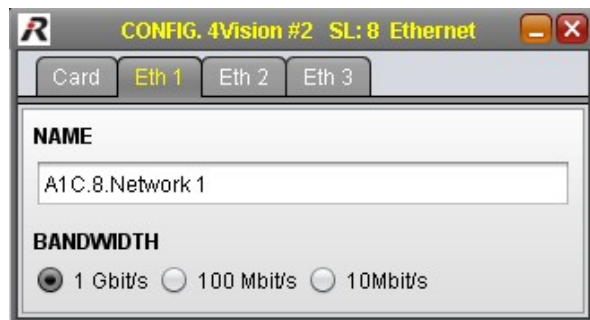 R CONFIG. 4Vision #2 SL: 8 Ethernet
Card Eth 1 Eth 2 Eth 3
NAME
A1C.8.Network 1
BANDWIDTH
1 Gbit/s 100 Mbit/s 10Mbit/s